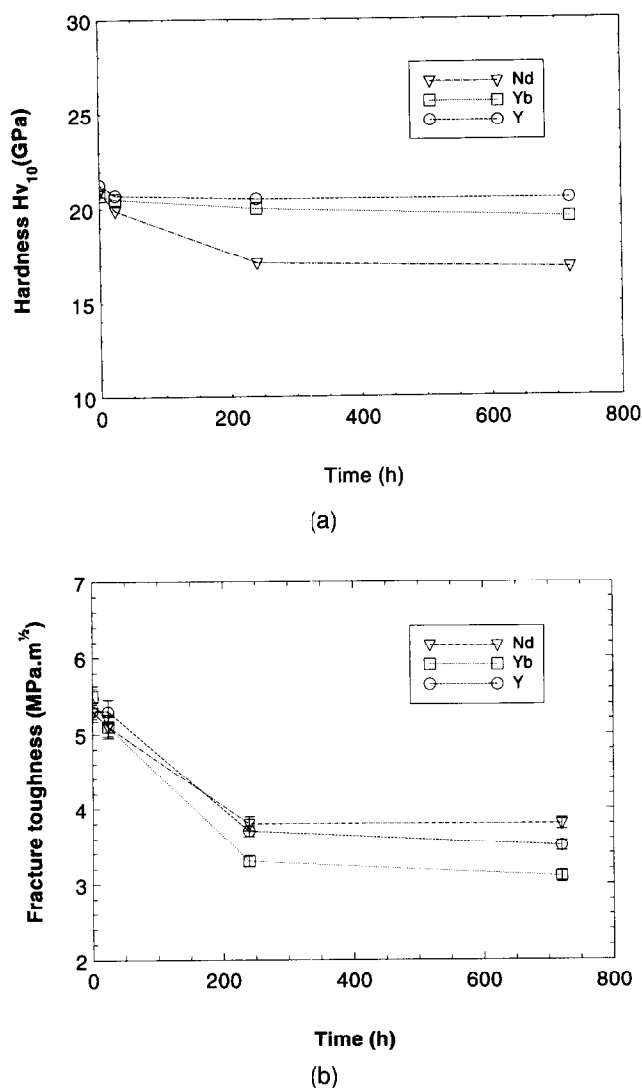 30
25
20
15
10
Hardness Hv₁₀(GPa)
Nd
Yb
Y
0 200 400 600 800
Time (h)
(a)
7
6
5
4
3
2
Fracture toughness (MPa.m½)
Nd
Yb
Y
0 200 400 600 800
Time (h)
(b)